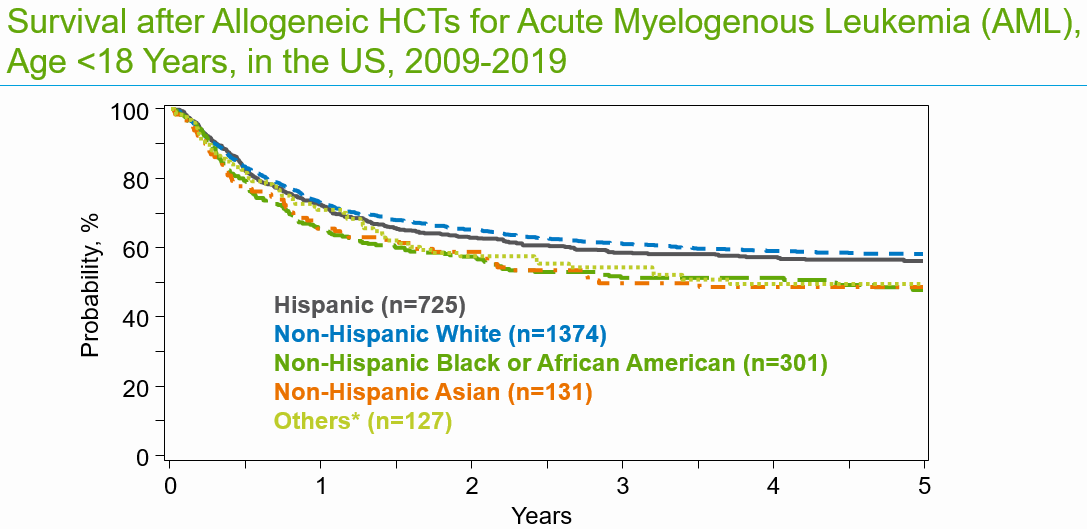 Survival after Allogeneic HCTs for Acute Myelogenous Leukemia (AML),
Age <18 Years, in the US, 2009-2019
100
80
60
40
20
0
Probability, %
Hispanic (n=725)
Non-Hispanic White (n=1374)
Non-Hispanic Black or African American (n=301)
Non-Hispanic Asian (n=131)
Others* (n=127)
0 1 2 3 4 5
Years